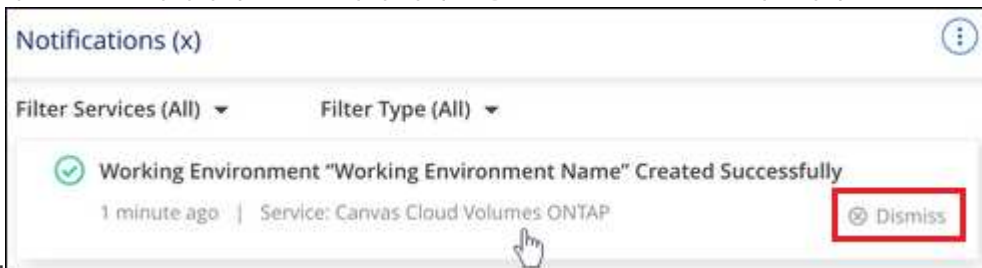 Notifications (x)
Filter Services (All)
Filter Type (All)
Working Environment “Working Environment Name” Created Successfully
1 minute ago | Service: Canvas Cloud Volumes ONTAP
Dismiss